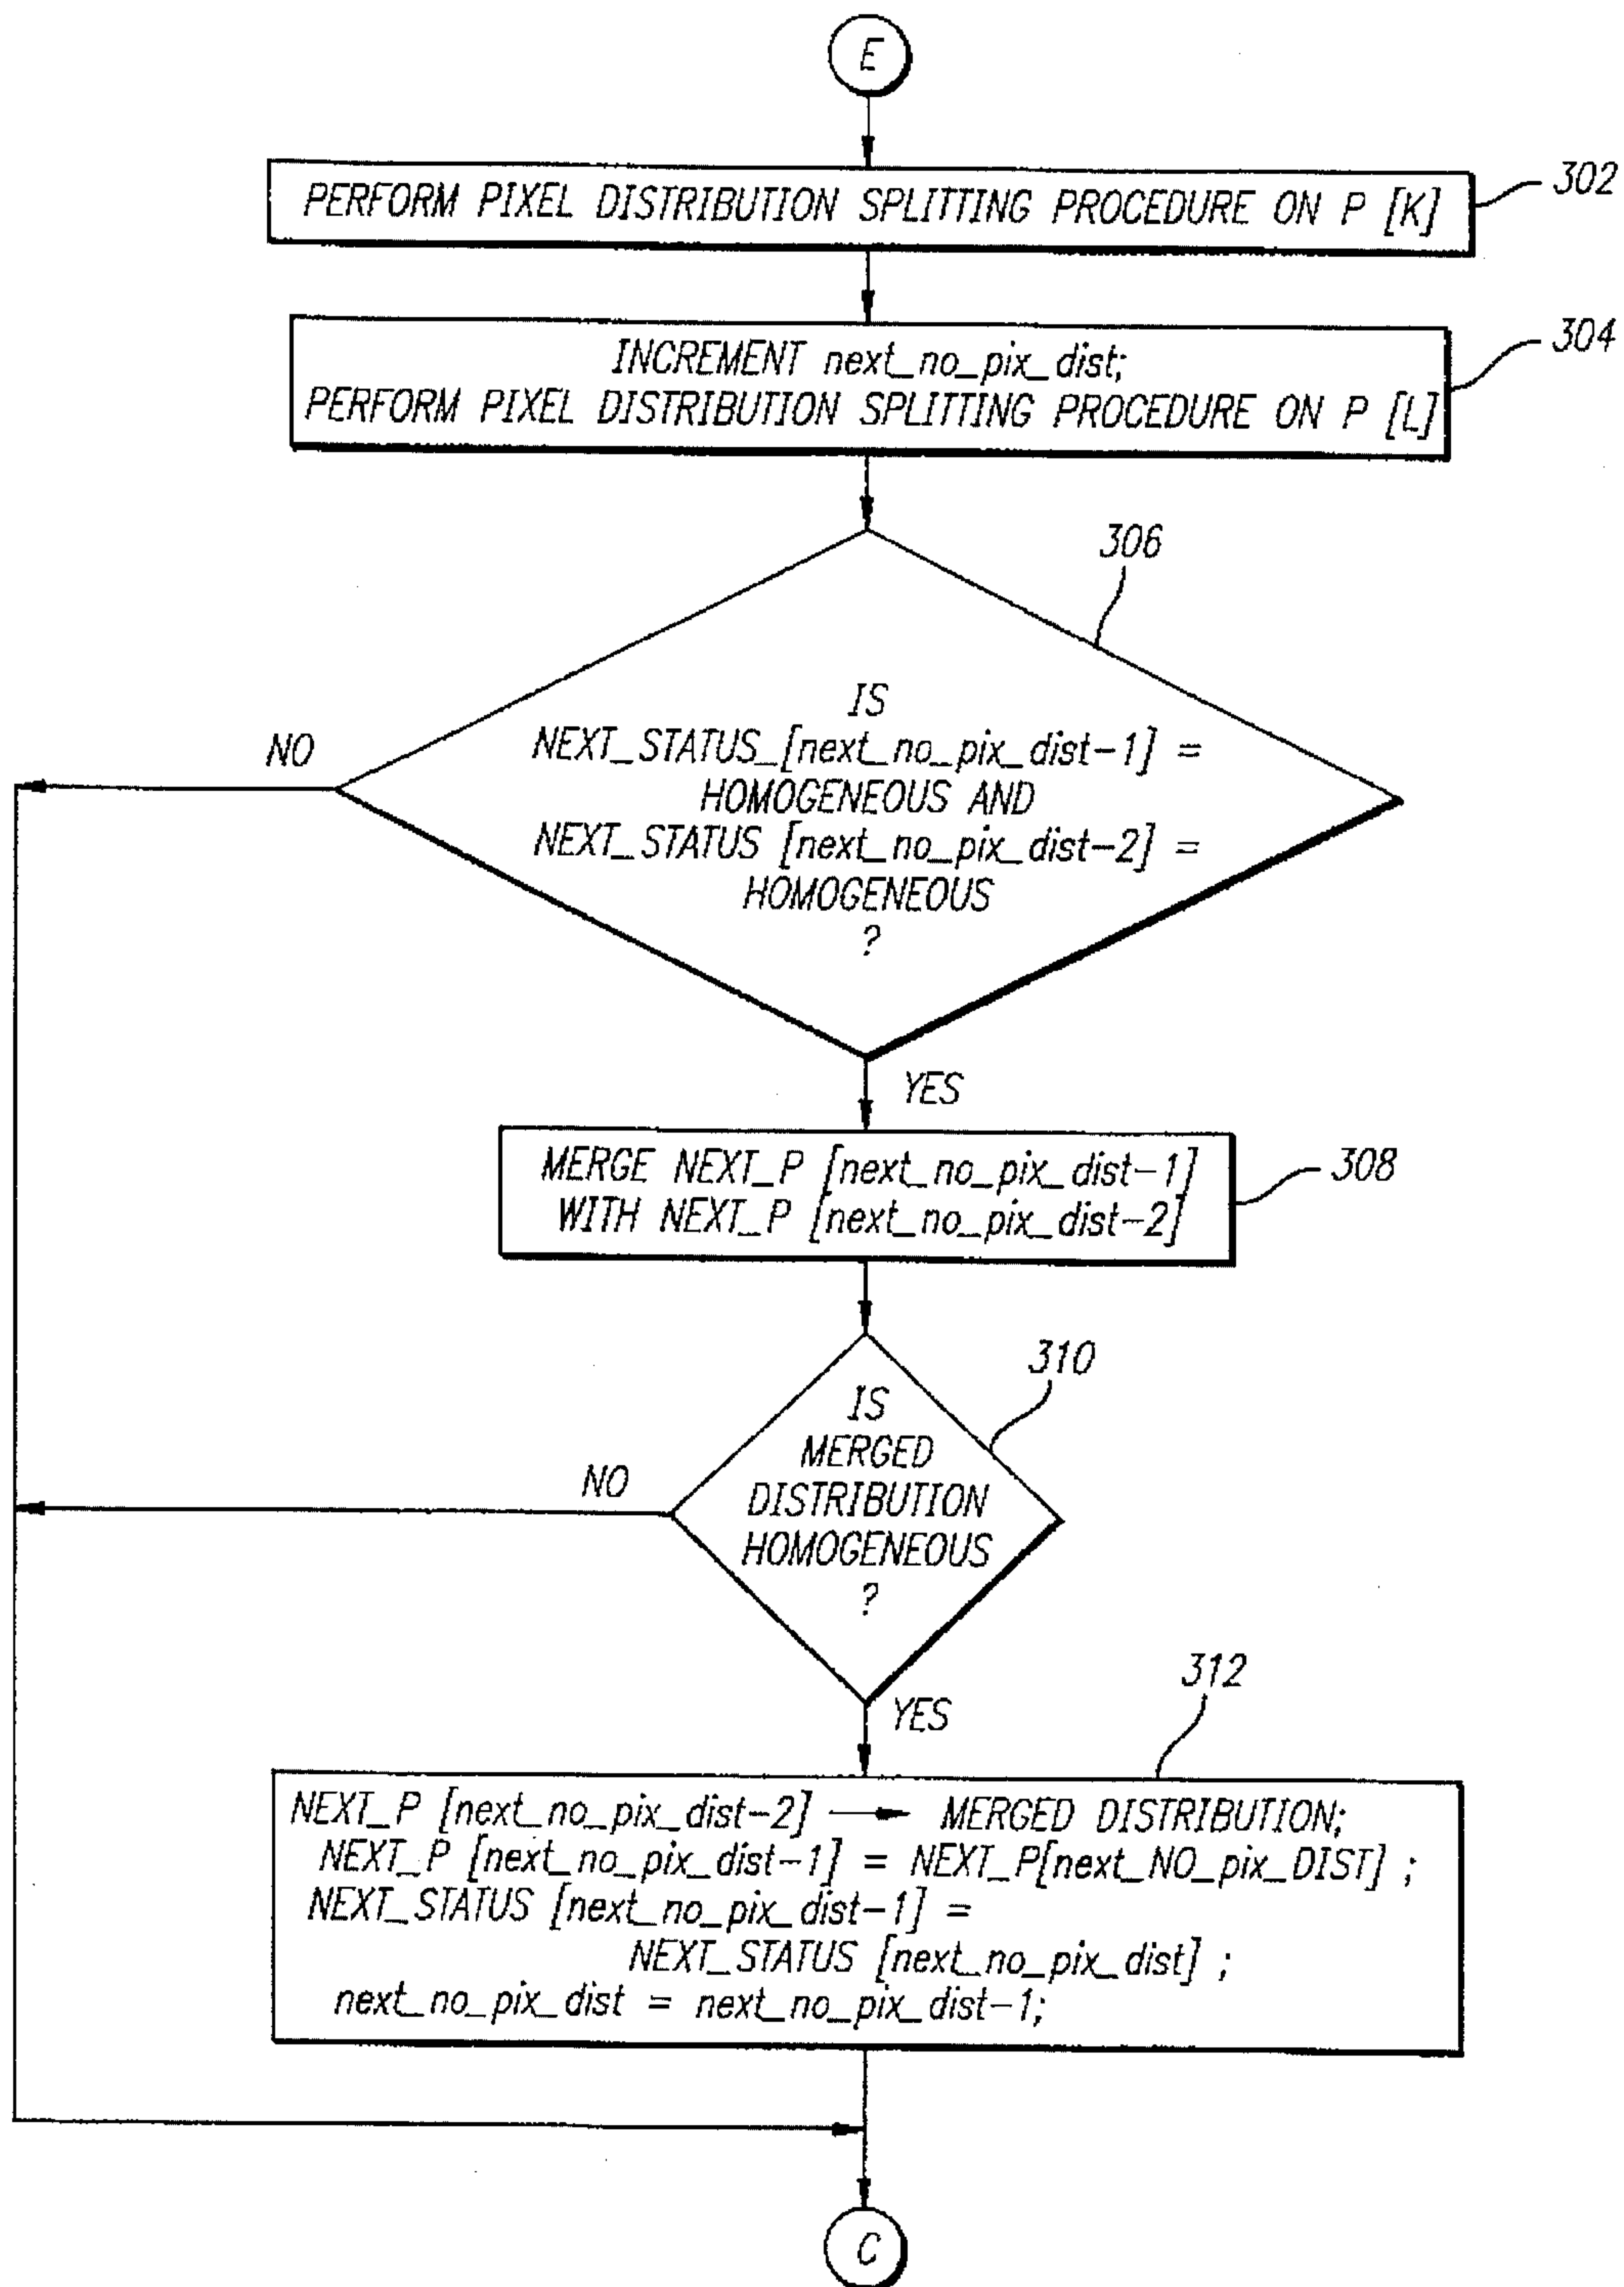 E
PERFORM PIXEL DISTRIBUTION SPLITTING PROCEDURE ON P [K]
302
INCREMENT next_no_pix_dist;
PERFORM PIXEL DISTRIBUTION SPLITTING PROCEDURE ON P [L]
304
306
IS
NEXT_STATUS_[next_no_pix_dist-1] =
HOMOGENEOUS AND
NEXT_STATUS [next_no_pix_dist-2] =
HOMOGENEOUS
?
NO
YES
MERGE NEXT_P [next_no_pix_dist-1]
WITH NEXT_P [next_no_pix_dist-2]
308
310
IS
MERGED
DISTRIBUTION
HOMOGENEOUS
?
NO
YES
312
NEXT_P [next_no_pix_dist-2] → MERGED DISTRIBUTION;
NEXT_P [next_no_pix_dist-1] = NEXT_P[next_NO_pix_DIST] ;
NEXT_STATUS [next_no_pix_dist-1] =
NEXT_STATUS [next_no_pix_dist] ;
next_no_pix_dist = next_no_pix_dist-1;
C